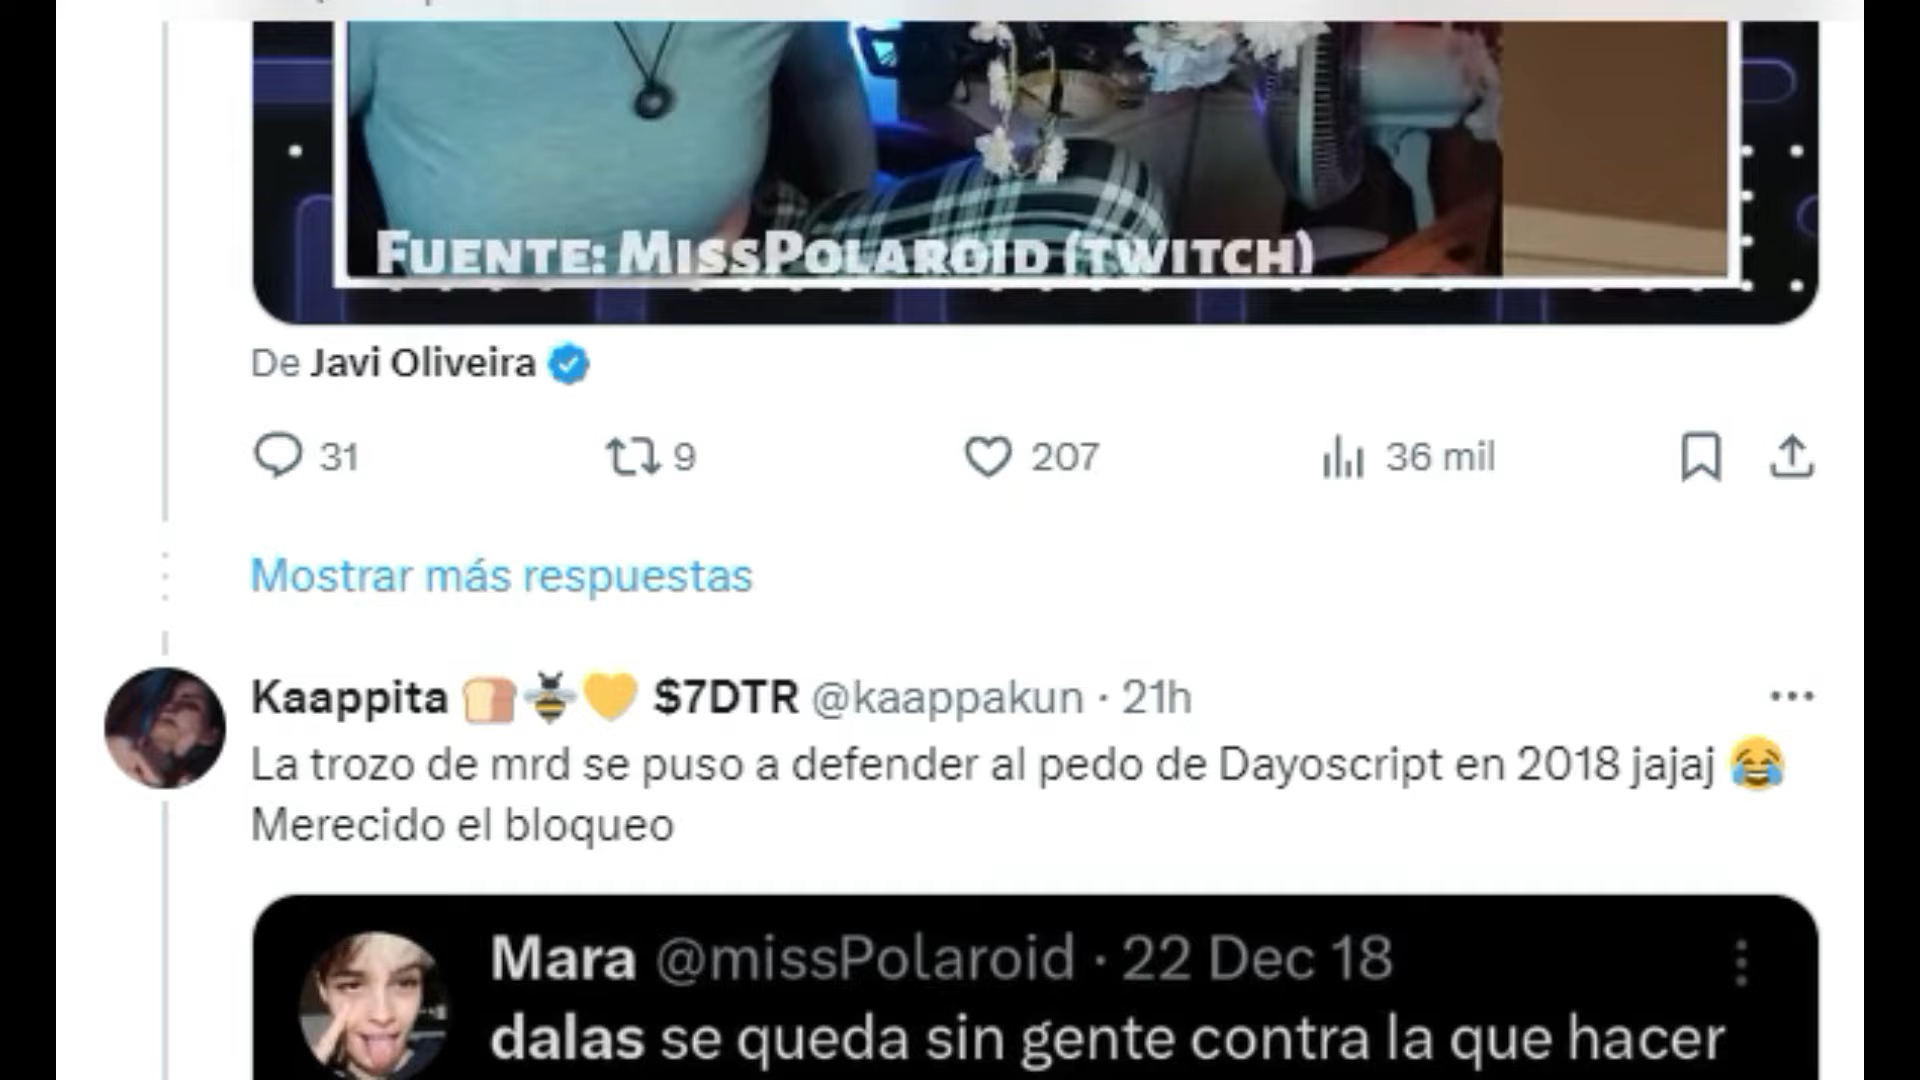 FUENTE: MISSPOLAROID (TWITCH)
De Javi Oliveira
31 9 207 36 mil
Mostrar más respuestas
Kaappita 🍞🐝💛 $7DTR @kaappakun · 21h
La trozo de mrd se puso a defender al pedo de Dayoscript en 2018 jajaj 😂
Merecido el bloqueo
Mara @missPolaroid · 22 Dec 18
dalas se queda sin gente contra la que hacer